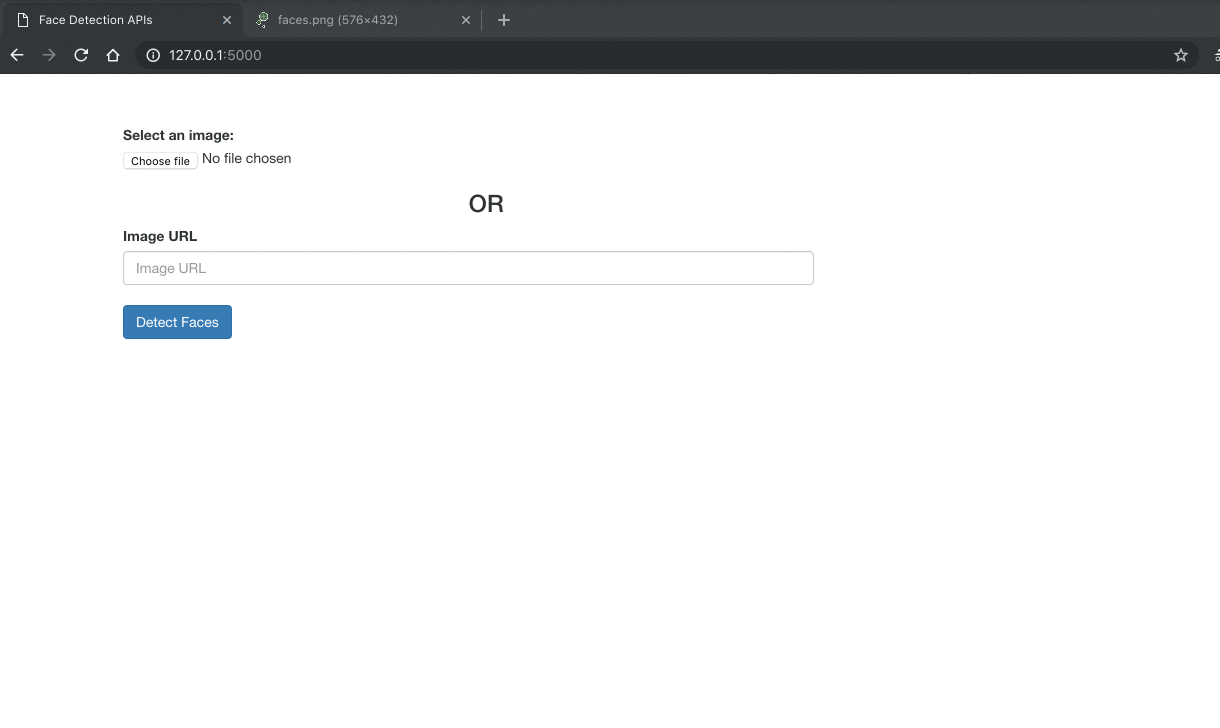 Face Detection APIs
faces.png (576×432)
127.0.0.1:5000
Select an image:
Choose file No file chosen
OR
Image URL
Image URL
Detect Faces